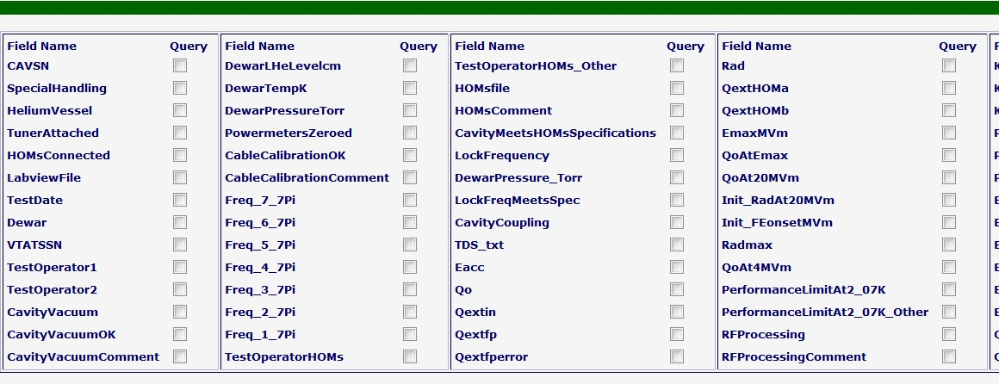 Field Name Query
CAVSN
SpecialHandling
HeliumVessel
TunerAttached
HOMsConnected
LabviewFile
TestDate
Dewar
VTATSSN
TestOperator1
TestOperator2
CavityVacuum
CavityVacuumOK
CavityVacuumComment
Field Name Query
DewarLHeLevelcm
DewarTempK
DewarPressureTorr
PowermetersZeroed
CableCalibrationOK
CableCalibrationComment
Freq_7_7Pi
Freq_6_7Pi
Freq_5_7Pi
Freq_4_7Pi
Freq_3_7Pi
Freq_2_7Pi
Freq_1_7Pi
TestOperatorHOMs
Field Name Query
TestOperatorHOMs_Other
HOMsfile
HOMsComment
CavityMeetsHOMsSpecifications
LockFrequency
DewarPressure_Torr
LockFreqMeetsSpec
CavityCoupling
TDS_txt
Eacc
Qo
Qextin
Qextfp
Qextfperror
Field Name Query
Rad
QextHOMa
QextHOMb
EmaxMVm
QoAtEmax
QoAt20MVm
Init_RadAt20MVm
Init_FEonsetMVm
Radmax
QoAt4MVm
PerformanceLimitAt2_07K
PerformanceLimitAt2_07K_Other
RFProcessing
RFProcessingComment